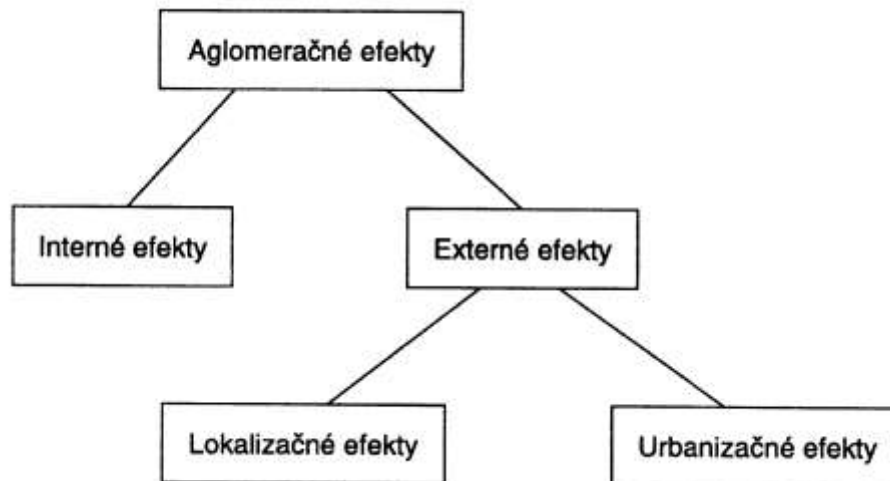 Aglomeračné efekty
Interné efekty
Externé efekty
Lokalizačné efekty
Urbanizačné efekty